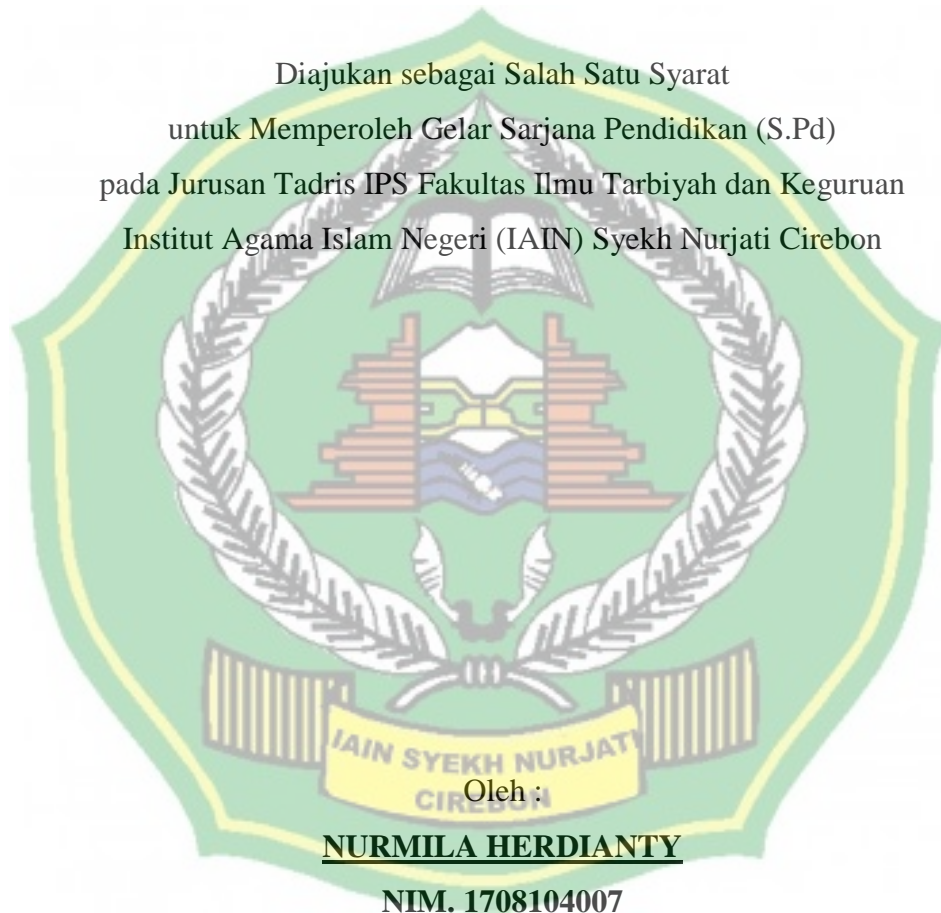 Diajukan sebagai Salah Satu Syarat
untuk Memperoleh Gelar Sarjana Pendidikan (S.Pd)
pada Jurusan Tadris IPS Fakultas Ilmu Tarbiyah dan Keguruan
Institut Agama Islam Negeri (IAIN) Syekh Nurjati Cirebon
IAIN SYEKH NURJATI
CIREBON
Oleh :
NURMILA HERDIANTY
NIM. 1708104007